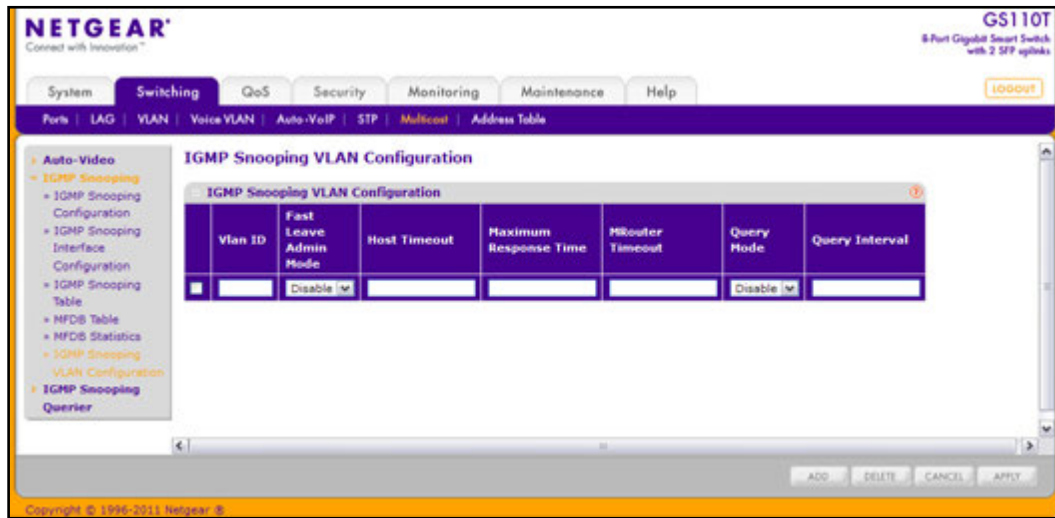 NETGEAR®
Connect with Innovation™
GS110T
8-Port Gigabit Smart Switch
with 2 SFP uplinks
System Switching QoS Security Monitoring Maintenance Help
LOGOUT
Ports | LAG | VLAN | Voice VLAN | Auto-VoIP | STP | Multicast | Address Table
Auto-Video
IGMP Snooping
» IGMP Snooping
Configuration
» IGMP Snooping
Interface
Configuration
» IGMP Snooping
Table
» MFDB Table
» MFDB Statistics
» IGMP Snooping
VLAN Configuration
IGMP Snooping
Querier
IGMP Snooping VLAN Configuration
IGMP Snooping VLAN Configuration
?
Vlan ID
Fast
Leave
Admin
Mode
Host Timeout
Maximum
Response Time
MRouter
Timeout
Query
Mode
Query Interval
Disable
Disable
ADD DELETE CANCEL APPLY
Copyright © 1996-2011 Netgear ®